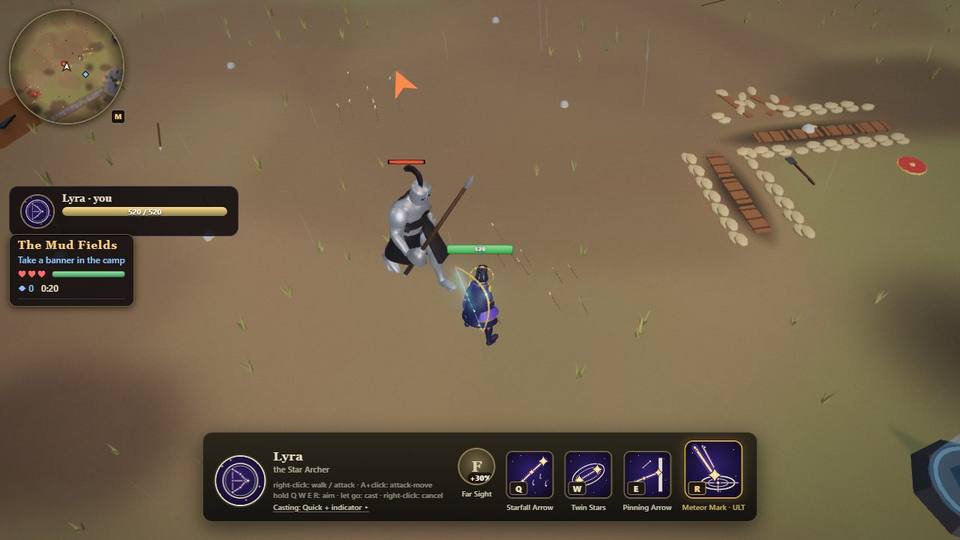 M
Lyra · you
520 / 520
The Mud Fields
Take a banner in the camp
0 0:20
520
Lyra
the Star Archer
right-click: walk / attack · A+click: attack-move
hold Q W E R: aim · let go: cast · right-click: cancel
Casting: Quick + indicator
F
+30%
Far Sight
Q
Starfall Arrow
W
Twin Stars
E
Pinning Arrow
R
Meteor Mark · ULT